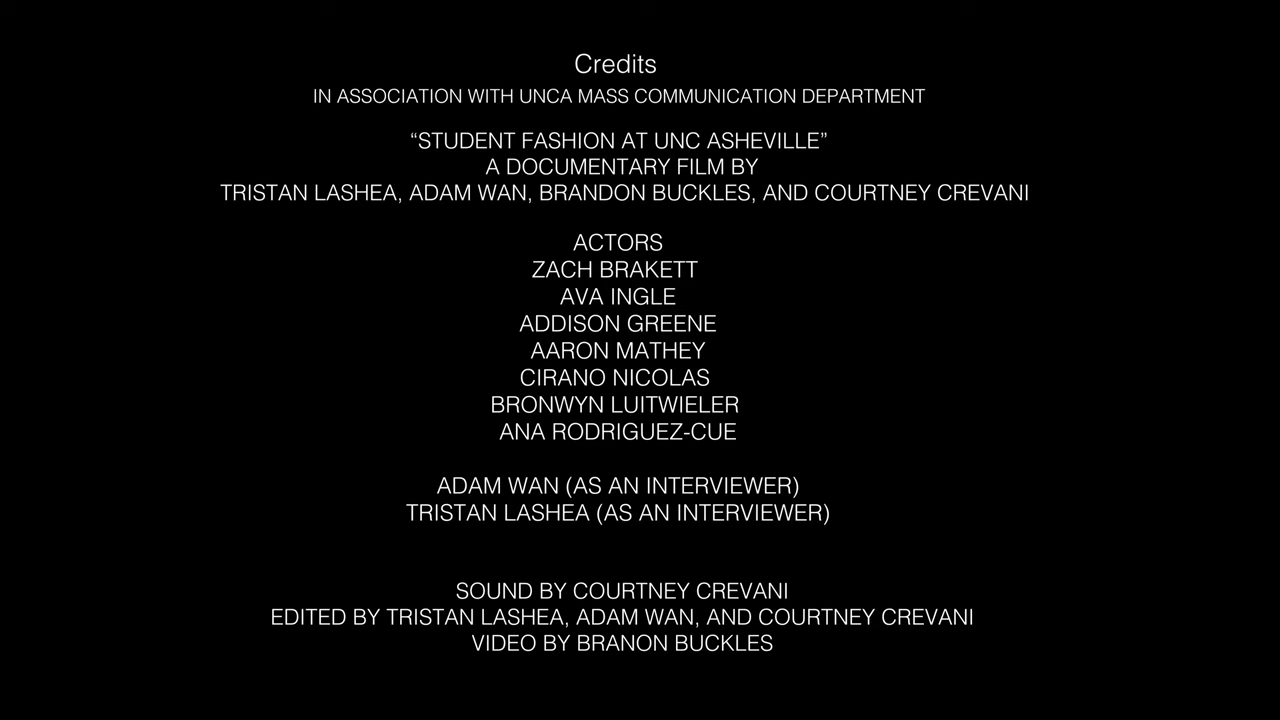 Credits
IN ASSOCIATION WITH UNCA MASS COMMUNICATION DEPARTMENT
“STUDENT FASHION AT UNC ASHEVILLE”
A DOCUMENTARY FILM BY
TRISTAN LASHEA, ADAM WAN, BRANDON BUCKLES, AND COURTNEY CREVANI
ACTORS
ZACH BRAKETT
AVA INGLE
ADDISON GREENE
AARON MATHEY
CIRANO NICOLAS
BRONWYN LUITWIELER
ANA RODRIGUEZ-CUE
ADAM WAN (AS AN INTERVIEWER)
TRISTAN LASHEA (AS AN INTERVIEWER)
SOUND BY COURTNEY CREVANI
EDITED BY TRISTAN LASHEA, ADAM WAN, AND COURTNEY CREVANI
VIDEO BY BRANON BUCKLES